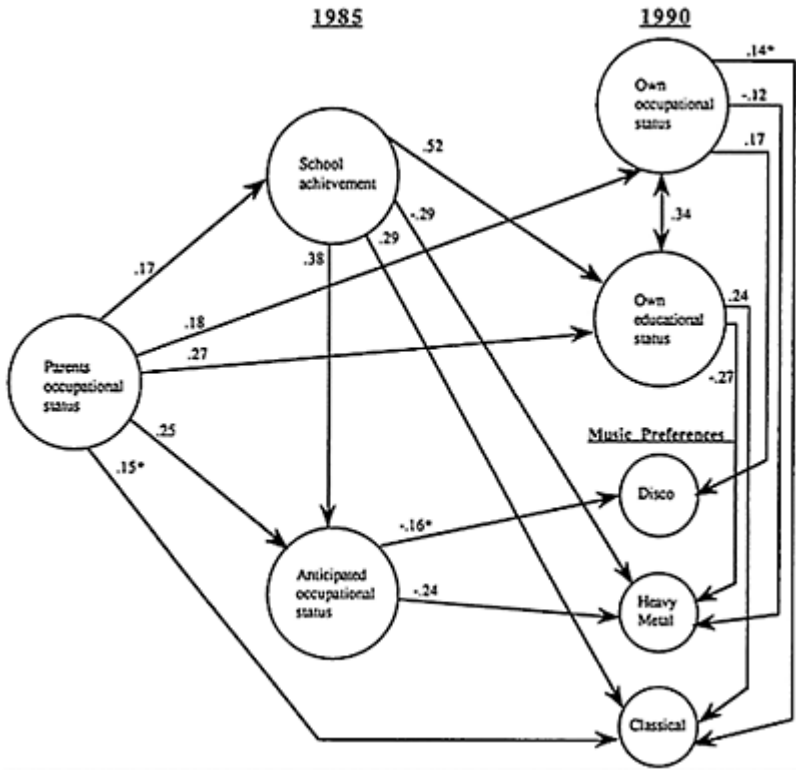 1985
1990
Own
occupational
status
.14*
-.12
.17
School
achievement
.52
-.29
.29
.38
.34
.17
.18
.27
Own
educational
status
.24
-.27
Parents
occupational
status
.25
.15*
Music Preferences
Disco
-.16*
Anticipated
occupational
status
-.24
Heavy
Metal
Classical